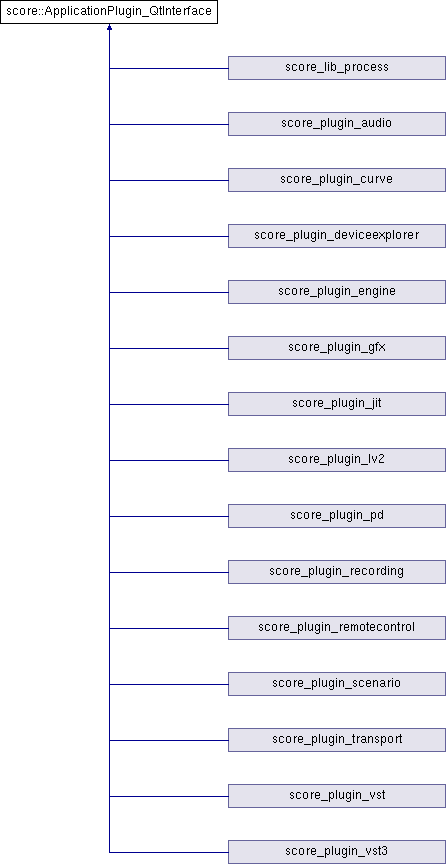 score::ApplicationPlugin_QtInterface
score_lib_process
score_plugin_audio
score_plugin_curve
score_plugin_deviceexplorer
score_plugin_engine
score_plugin_gfx
score_plugin_jit
score_plugin_lv2
score_plugin_pd
score_plugin_recording
score_plugin_remotecontrol
score_plugin_scenario
score_plugin_transport
score_plugin_vst
score_plugin_vst3